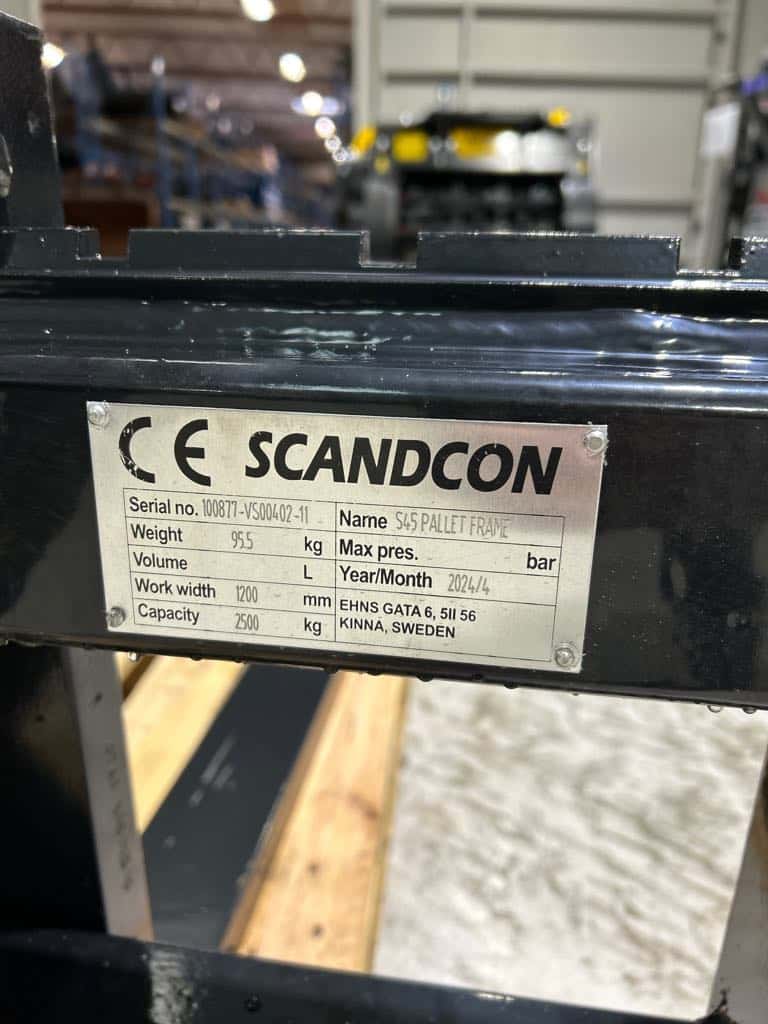 CE SCANDCON
Serial no. 100877-VS00402-11
Name S45 PALLET FRAME
Weight 95.5 kg
Max pres. bar
Volume L
Year/Month 2024/4
Work width 1200 mm
EHNS GATA 6, 5II 56
Capacity 2500 kg
KINNA, SWEDEN